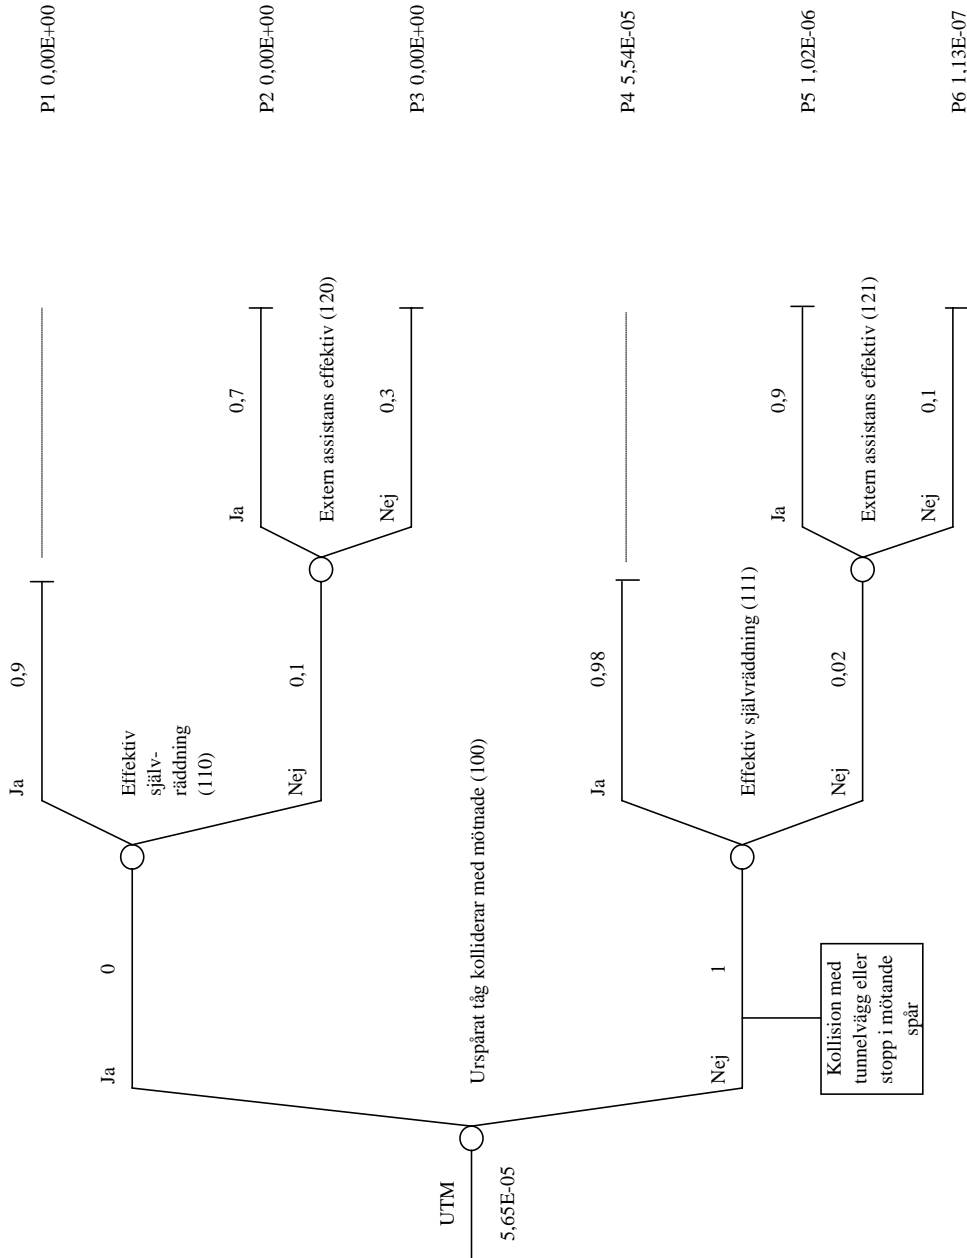 UTM
5,65E-05
Urspårat tåg kolliderar med mötnade (100)
Ja
0
Nej
1
Kollision med
tunnelvägg eller
stopp i mötande
spår
Effektiv
själv-
räddning
(110)
Ja
0,9
Nej
0,1
Effektiv självräddning (111)
Ja
0,98
Nej
0,02
Extern assistans effektiv (120)
Ja
0,7
Nej
0,3
Extern assistans effektiv (121)
Ja
0,9
Nej
0,1
P1 0,00E+00
P2 0,00E+00
P3 0,00E+00
P4 5,54E-05
P5 1,02E-06
P6 1,13E-07